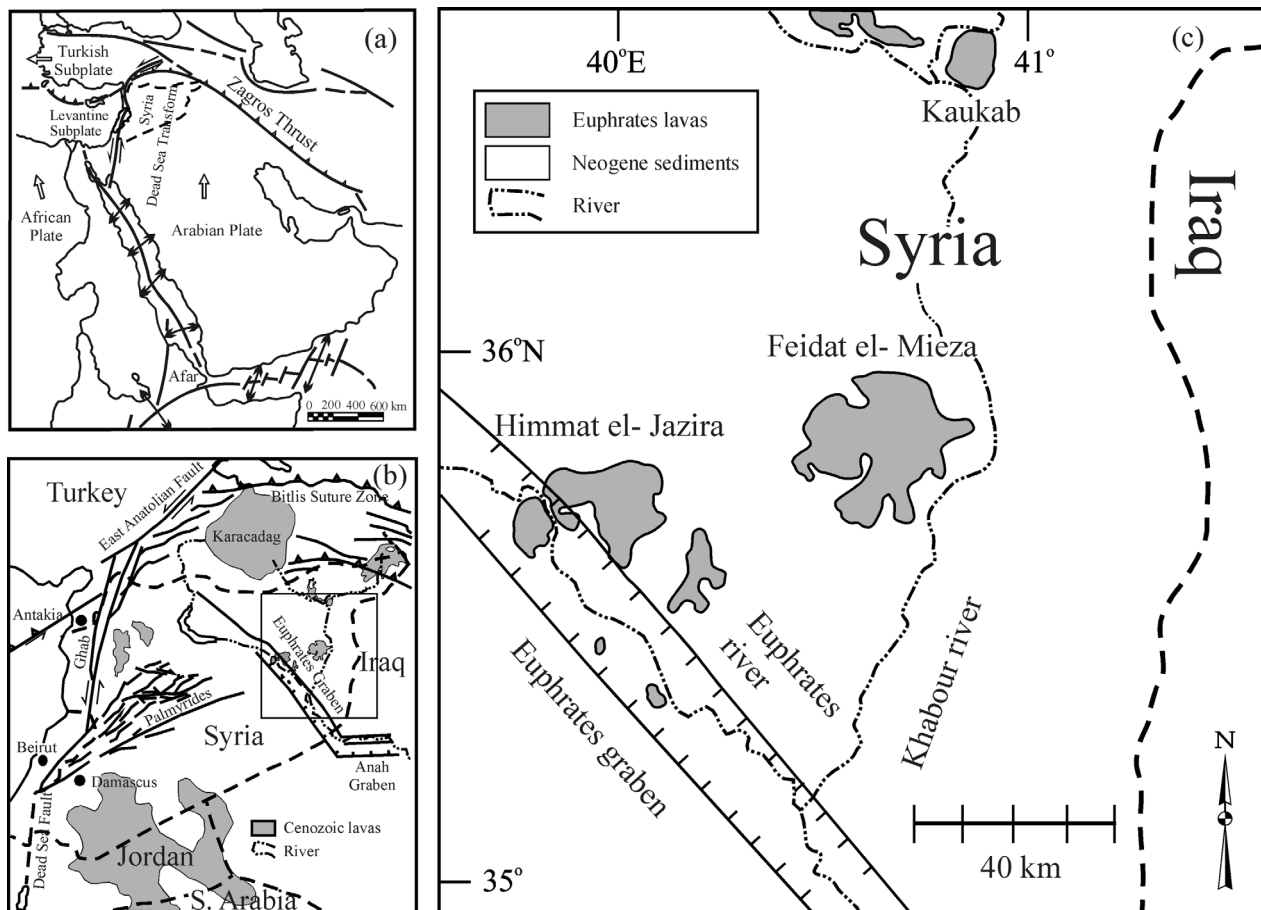 (a)
Turkish
Subplate
Levantine
Subplate
Syria
Dead Sea Transform
Zagros Thrust
African
Plate
Arabian Plate
Afar
0 200 400 600 km
(b)
Turkey
East Anatolian Fault
Bitlis Suture Zone
Karacadag
Antakia
Ghab
Euphrates Graben
Iraq
Palmyrides
Syria
Beirut
Damascus
Anah
Graben
Dead Sea Fault
Cenozoic lavas
River
Jordan
S. Arabia
(c)
40°E
41°
Euphrates lavas
Neogene sediments
River
Kaukab
Iraq
Syria
36°N
Feidat el- Mieza
Himmat el- Jazira
Euphrates
river
Euphrates graben
Khabour river
N
40 km
35°